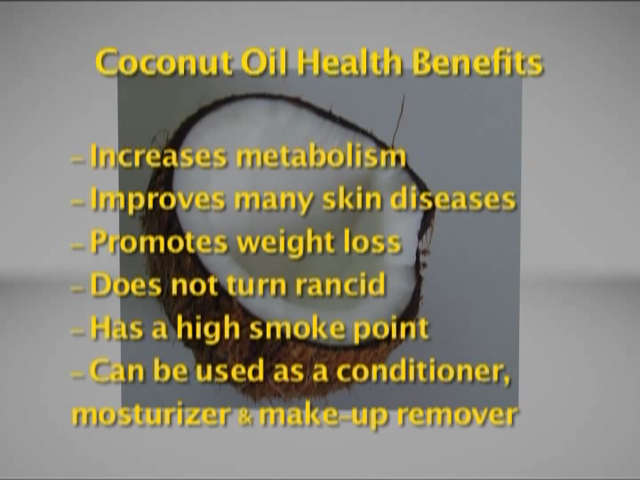 Coconut Oil Health Benefits
- Increases metabolism
- Improves many skin diseases
- Promotes weight loss
- Does not turn rancid
- Has a high smoke point
- Can be used as a conditioner,
mosturizer & make-up remover